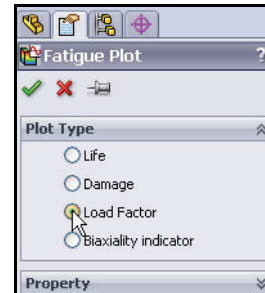 Fatigue Plot ?
Plot Type
Life
Damage
Load Factor
Biaxiality indicator
Property